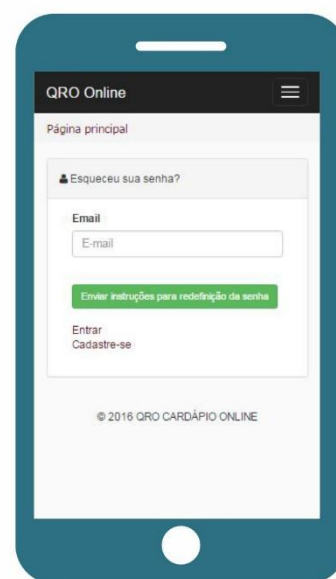 QRO Online
Página principal
Esqueceu sua senha?
Email
E-mail
Enviar instruções para redefinição da senha
Entrar
Cadastre-se
© 2016 QRO CARDÁPIO ONLINE